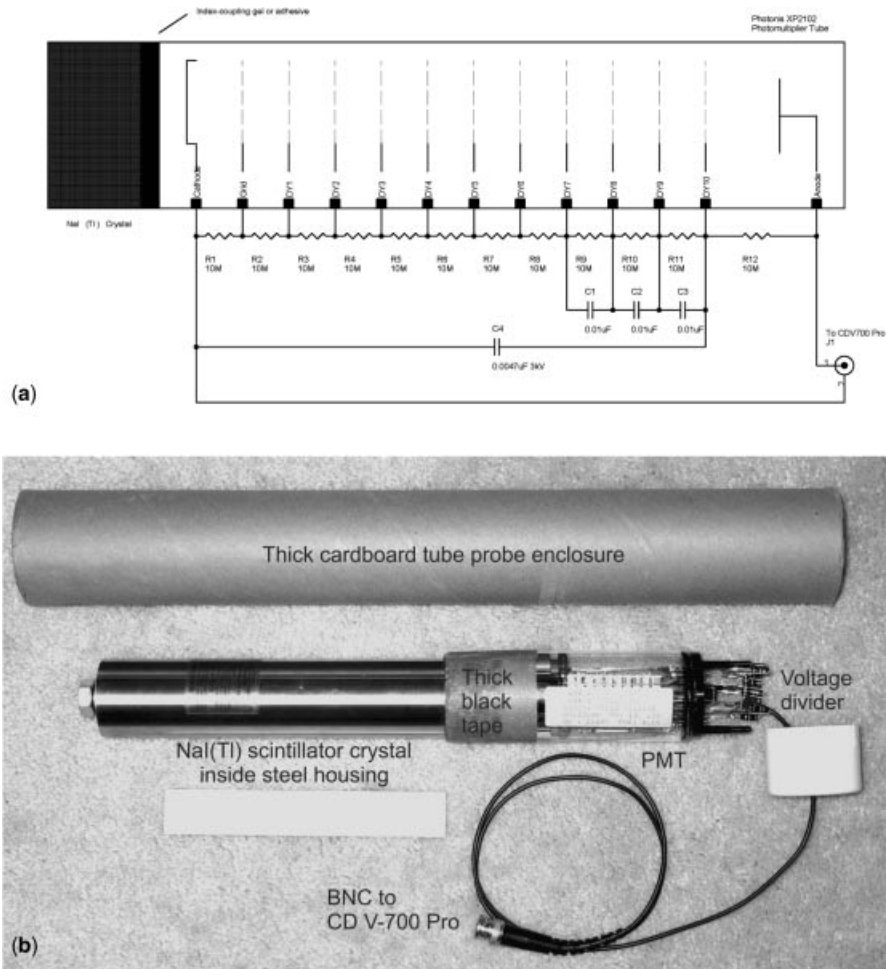 Index-coupling gel or adhesive
Photonis XP2102
Photomultiplier Tube
Cathode
Grid
DY1
DY2
DY3
DY4
DY5
DY6
DY7
DY8
DY9
DY10
Anode
NaI (Tl) Crystal
R1 R2 R3 R4 R5 R6 R7 R8 R9 R10 R11 R12
10M 10M 10M 10M 10M 10M 10M 10M 10M 10M 10M 10M
C1 C2 C3
0.01uF 0.01uF 0.01uF
C4
0.0047uF 3kV
To CDV700 Pro
J1
1
2
(a)
Thick cardboard tube probe enclosure
Thick
black
tape
Voltage
divider
NaI(Tl) scintillator crystal
inside steel housing
PMT
BNC to
CD V-700 Pro
(b)